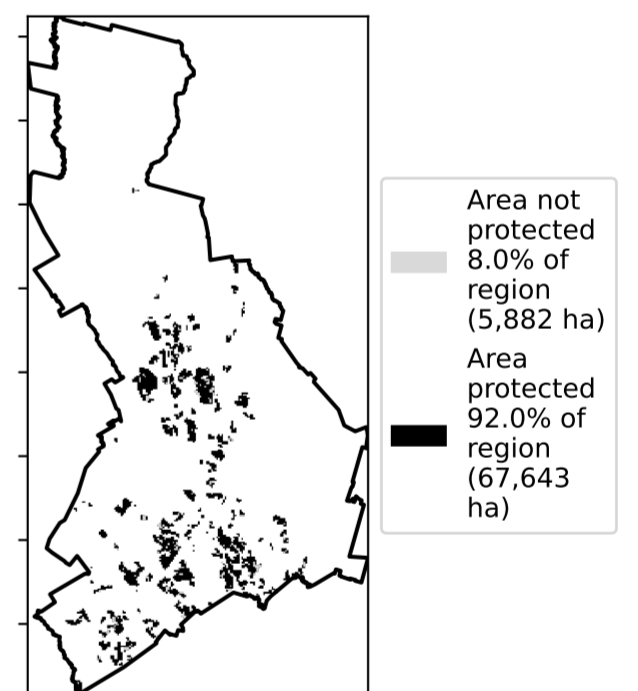 Area not
protected
8.0% of
region
(5,882 ha)
Area
protected
92.0% of
region
(67,643
ha)